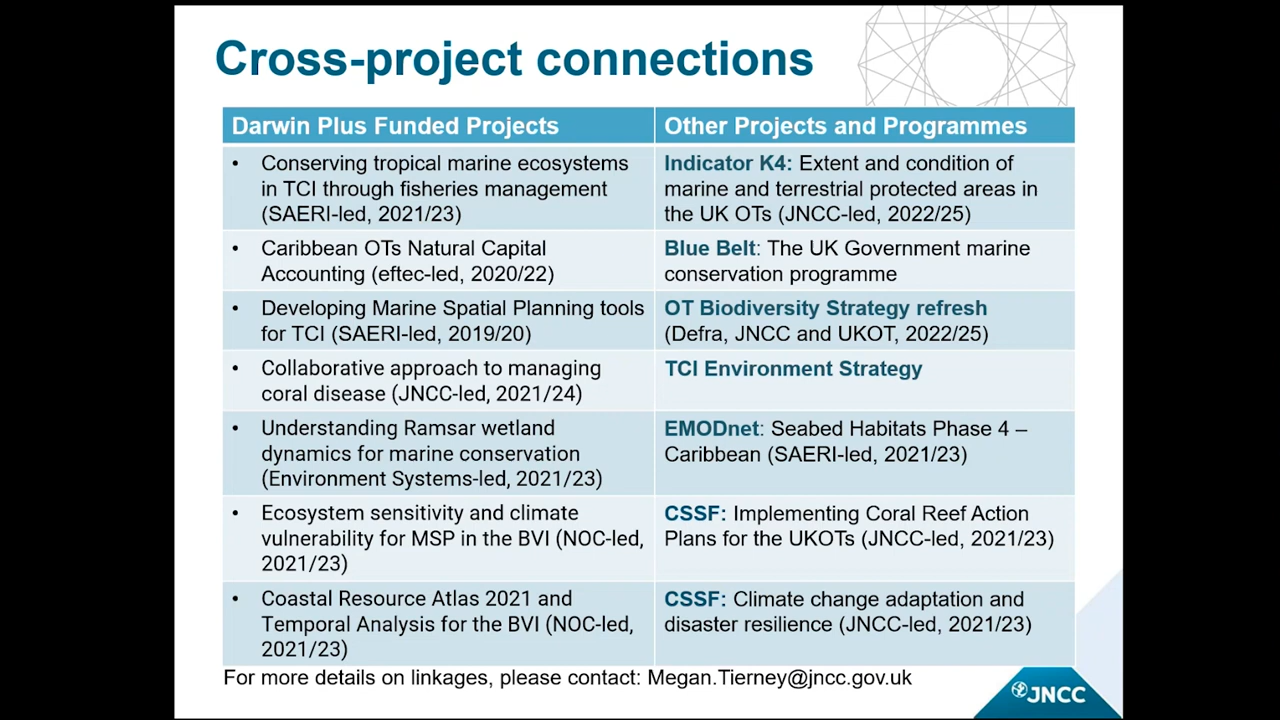 Cross-project connections
Darwin Plus Funded Projects
Other Projects and Programmes
• Conserving tropical marine ecosystems
in TCI through fisheries management
(SAERI-led, 2021/23)
Indicator K4: Extent and condition of
marine and terrestrial protected areas in
the UK OTs (JNCC-led, 2022/25)
• Caribbean OTs Natural Capital
Accounting (eftec-led, 2020/22)
Blue Belt: The UK Government marine
conservation programme
• Developing Marine Spatial Planning tools
for TCI (SAERI-led, 2019/20)
OT Biodiversity Strategy refresh
(Defra, JNCC and UKOT, 2022/25)
• Collaborative approach to managing
coral disease (JNCC-led, 2021/24)
TCI Environment Strategy
• Understanding Ramsar wetland
dynamics for marine conservation
(Environment Systems-led, 2021/23)
EMODnet: Seabed Habitats Phase 4 –
Caribbean (SAERI-led, 2021/23)
• Ecosystem sensitivity and climate
vulnerability for MSP in the BVI (NOC-led,
2021/23)
CSSF: Implementing Coral Reef Action
Plans for the UKOTs (JNCC-led, 2021/23)
• Coastal Resource Atlas 2021 and
Temporal Analysis for the BVI (NOC-led,
2021/23)
CSSF: Climate change adaptation and
disaster resilience (JNCC-led, 2021/23)
For more details on linkages, please contact: Megan.Tierney@jncc.gov.uk
JNCC